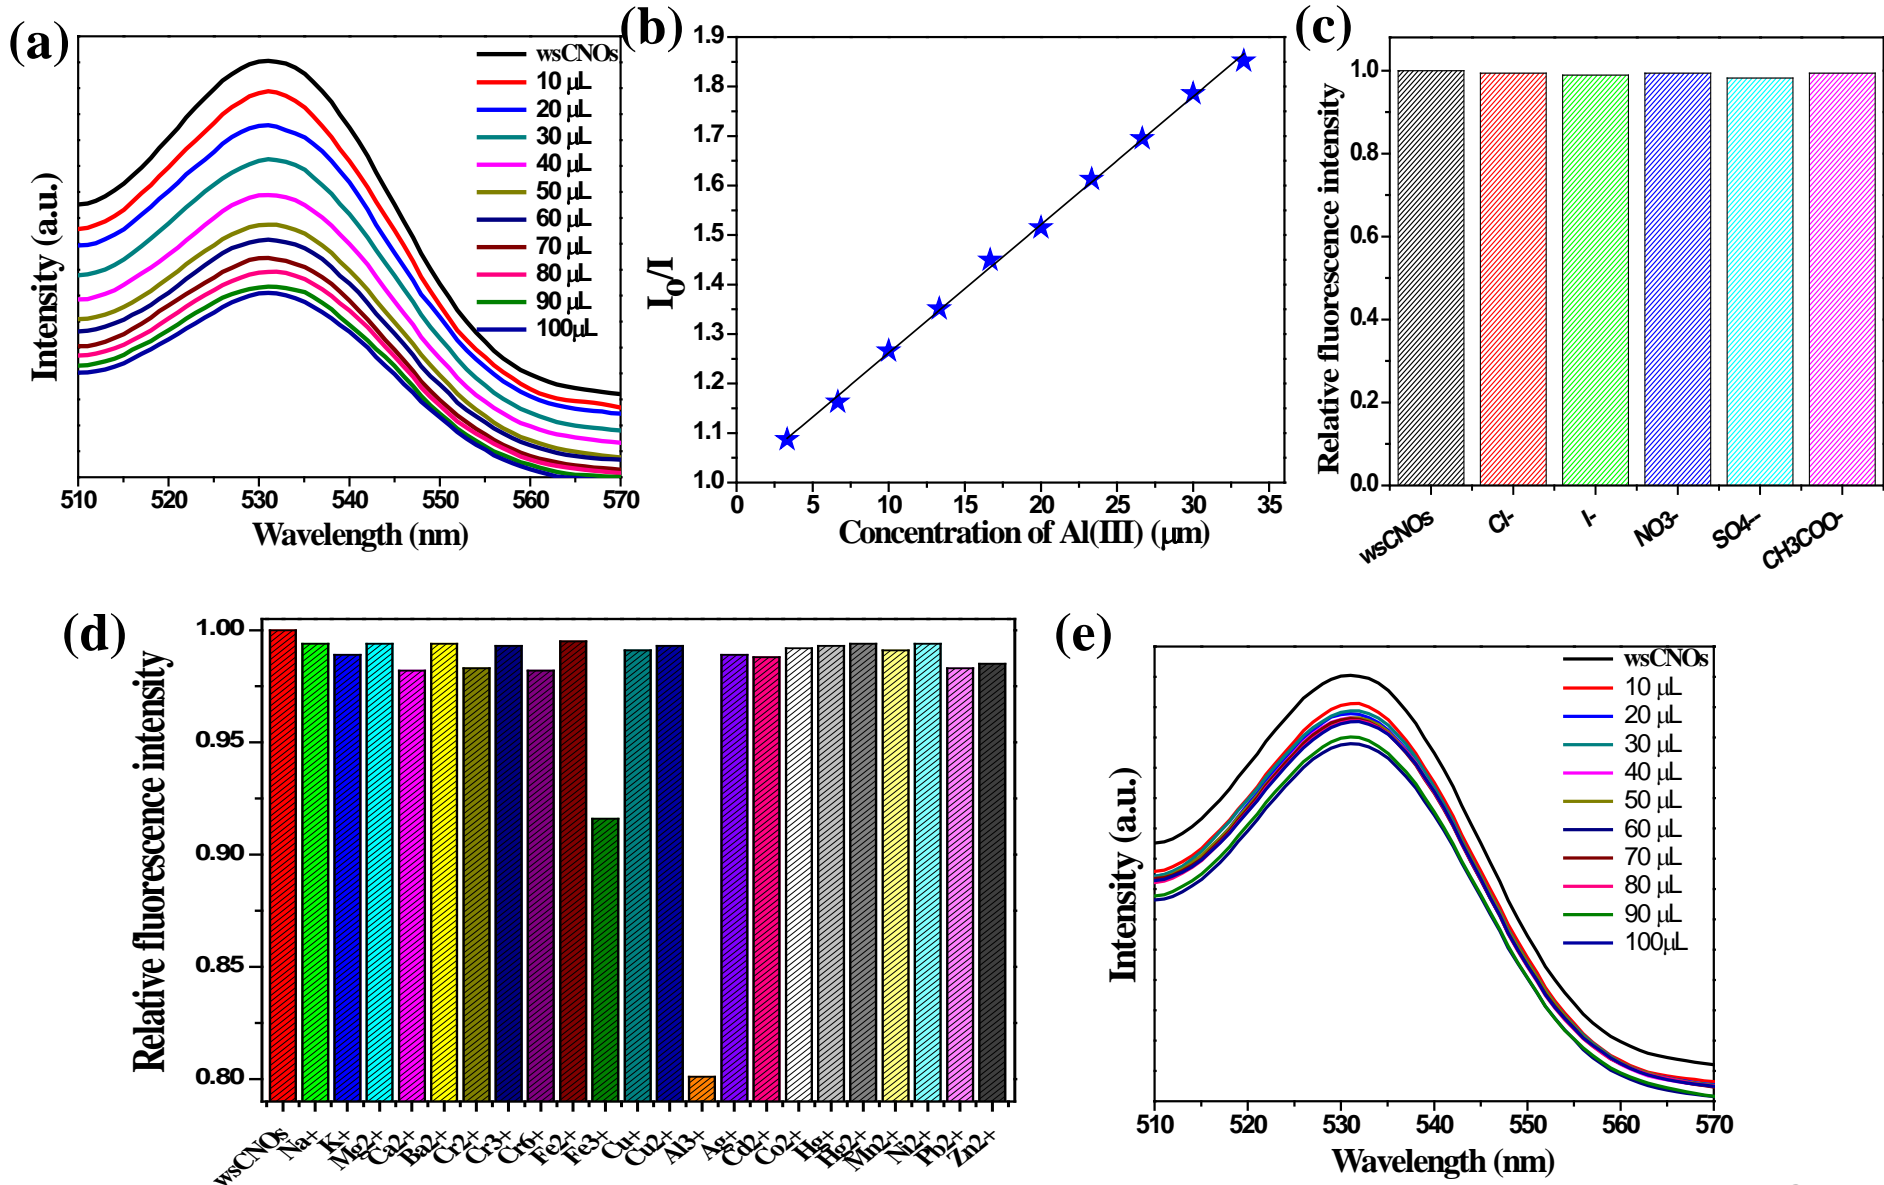 (a)
wsCNOs
10 μL
20 μL
30 μL
40 μL
50 μL
60 μL
70 μL
80 μL
90 μL
100μL
Intensity (a.u.)
510 520 530 540 550 560 570
Wavelength (nm)
(b)
1.9
1.8
1.7
1.6
1.5
1.4
1.3
1.2
1.1
1.0
I0/I
0 5 10 15 20 25 30 35
Concentration of Al(III) (μm)
(c)
1.0
0.8
0.6
0.4
0.2
0.0
Relative fluorescence intensity
wsCNOs Cl- I- NO3- SO4-- CH3COO-
(d)
1.00
0.95
0.90
0.85
0.80
Relative fluorescence intensity
wsCNOs Na+ K+ Mg2+ Ca2+ Ba2+ Cr2+ Cr3+ Cr6+ Fe2+ Fe3+ Cu+ Cu2+ Al3+ Ag+ Cd2+ Co2+ Hg+ Hg2+ Mn2+ Ni2+ Pb2+ Zn2+
(e)
wsCNOs
10 μL
20 μL
30 μL
40 μL
50 μL
60 μL
70 μL
80 μL
90 μL
100μL
Intensity (a.u.)
510 520 530 540 550 560 570
Wavelength (nm)